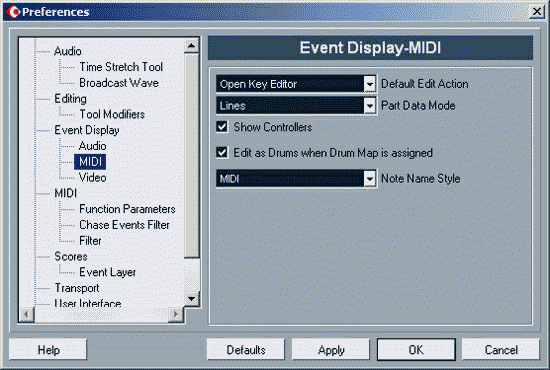 Preferences
Audio
Time Stretch Tool
Broadcast Wave
Editing
Tool Modifiers
Event Display
Audio
MIDI
Video
MIDI
Function Parameters
Chase Events Filter
Filter
Scores
Event Layer
Transport
User Interface
Event Display-MIDI
Open Key Editor Default Edit Action
Lines Part Data Mode
Show Controllers
Edit as Drums when Drum Map is assigned
MIDI Note Name Style
Help Defaults Apply OK Cancel